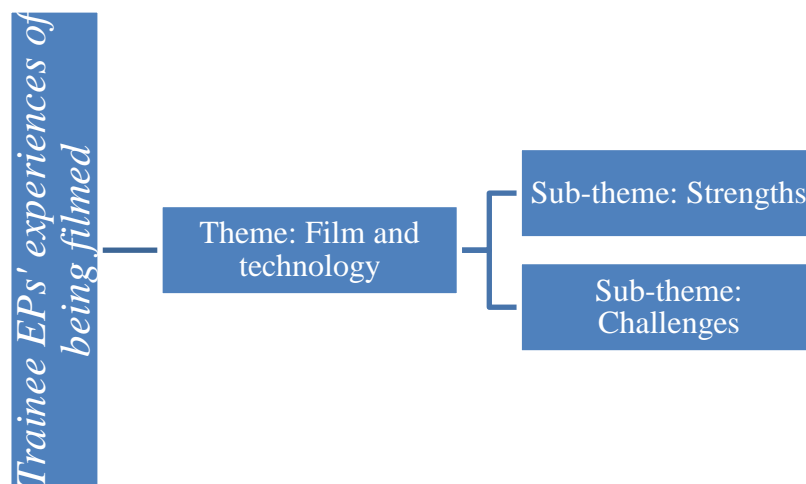 Trainee EPs' experiences of
being filmed
Theme: Film and
technology
Sub-theme: Strengths
Sub-theme:
Challenges